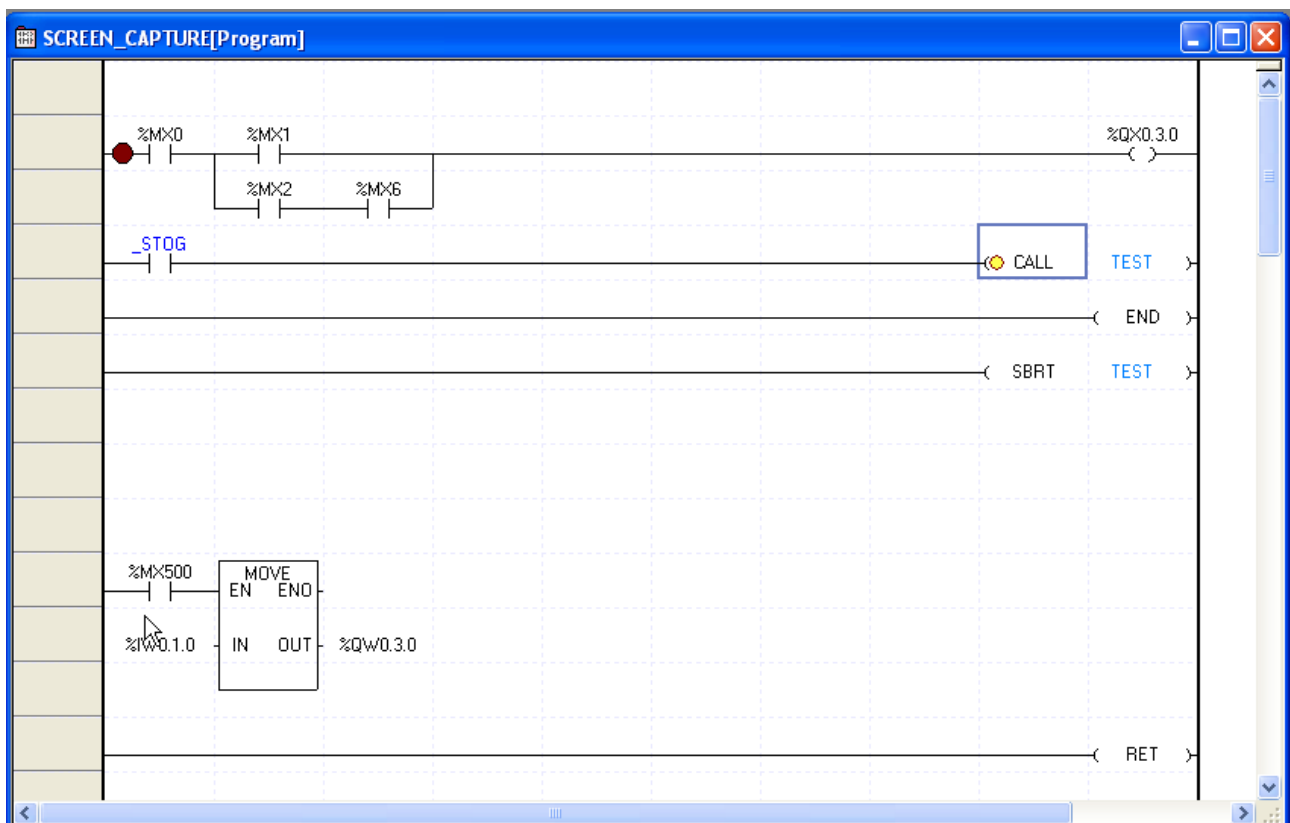 SCREEN_CAPTURE[Program]
%MX0 %MX1 %QX0.3.0
%MX2 %MX6
_STOG
CALL TEST
END
SBRT TEST
%MX500 MOVE
EN ENO
%IW0.1.0 IN OUT %QW0.3.0
RET